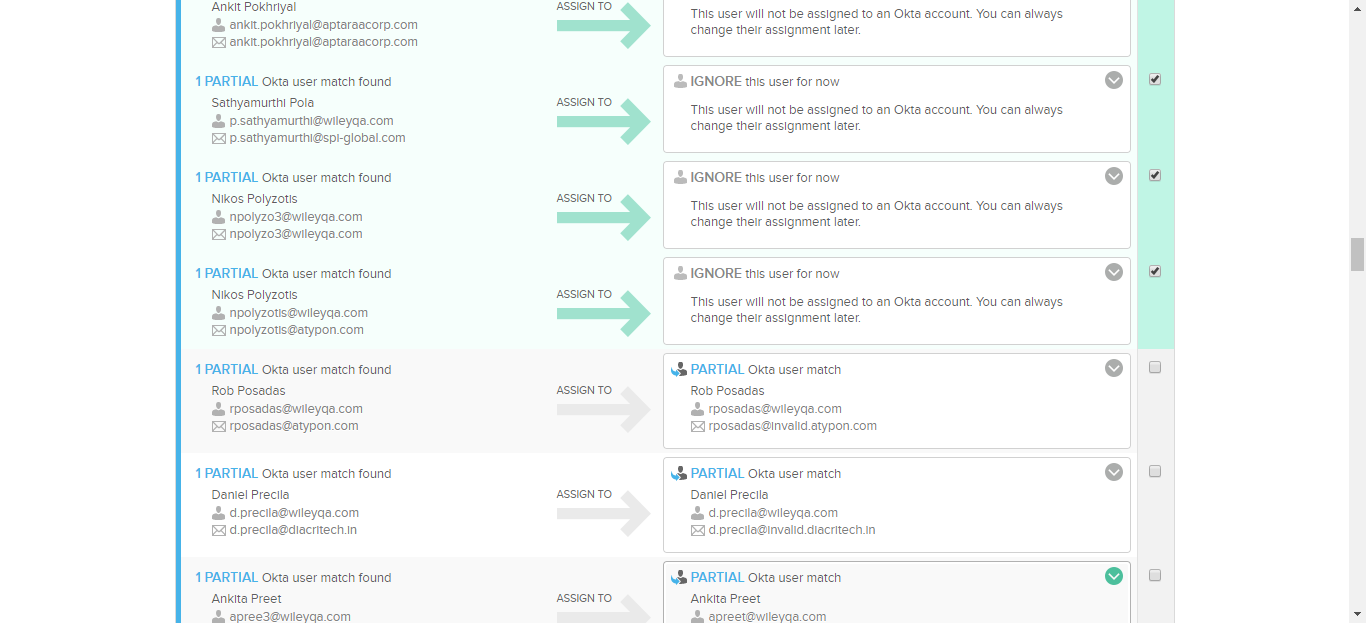 Ankit Pokhriyal
ankit.pokhriyal@aptaraacorp.com
ankit.pokhriyal@aptaraacorp.com
ASSIGN TO
This user will not be assigned to an Okta account. You can always
change their assignment later.
1 PARTIAL Okta user match found
Sathyamurthi Pola
p.sathyamurthi@wileyqa.com
p.sathyamurthi@spi-global.com
ASSIGN TO
IGNORE this user for now
This user will not be assigned to an Okta account. You can always
change their assignment later.
1 PARTIAL Okta user match found
Nikos Polyzotis
npolyzo3@wileyqa.com
npolyzo3@wileyqa.com
ASSIGN TO
IGNORE this user for now
This user will not be assigned to an Okta account. You can always
change their assignment later.
1 PARTIAL Okta user match found
Nikos Polyzotis
npolyzotis@wileyqa.com
npolyzotis@atypon.com
ASSIGN TO
IGNORE this user for now
This user will not be assigned to an Okta account. You can always
change their assignment later.
1 PARTIAL Okta user match found
Rob Posadas
rposadas@wileyqa.com
rposadas@atypon.com
ASSIGN TO
PARTIAL Okta user match
Rob Posadas
rposadas@wileyqa.com
rposadas@invalid.atypon.com
1 PARTIAL Okta user match found
Daniel Precila
d.precila@wileyqa.com
d.precila@diacritech.in
ASSIGN TO
PARTIAL Okta user match
Daniel Precila
d.precila@wileyqa.com
d.precila@invalid.diacritech.in
1 PARTIAL Okta user match found
Ankita Preet
apree3@wileyqa.com
ASSIGN TO
PARTIAL Okta user match
Ankita Preet
apreet@wileyqa.com